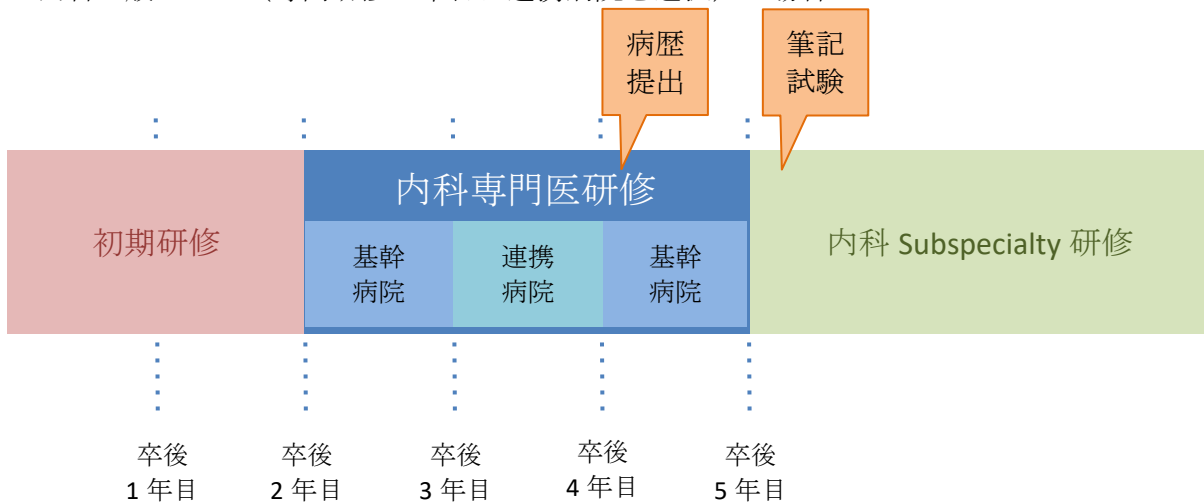 病歴
提出
筆記
試験
内科専門医研修
初期研修
基幹
病院
連携
病院
基幹
病院
内科 Subspecialty 研修
卒後
1 年目
卒後
2 年目
卒後
3 年目
卒後
4 年目
卒後
5 年目